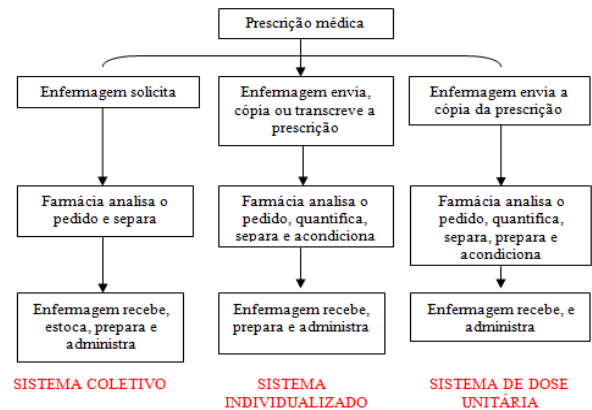 Prescrição médica
Enfermagem solicita
Enfermagem envia,
cópia ou transcreve a
prescrição
Enfermagem envia a
cópia da prescrição
Farmácia analisa o
pedido e separa
Farmácia analisa o
pedido, quantifica,
separa e acondiciona
Farmácia analisa o
pedido, quantifica,
separa, prepara e
acondiciona
Enfermagem recebe,
estoca, prepara e
administra
Enfermagem recebe,
prepara e administra
Enfermagem recebe, e
administra
SISTEMA COLETIVO
SISTEMA
INDIVIDUALIZADO
SISTEMA DE DOSE
UNITÁRIA